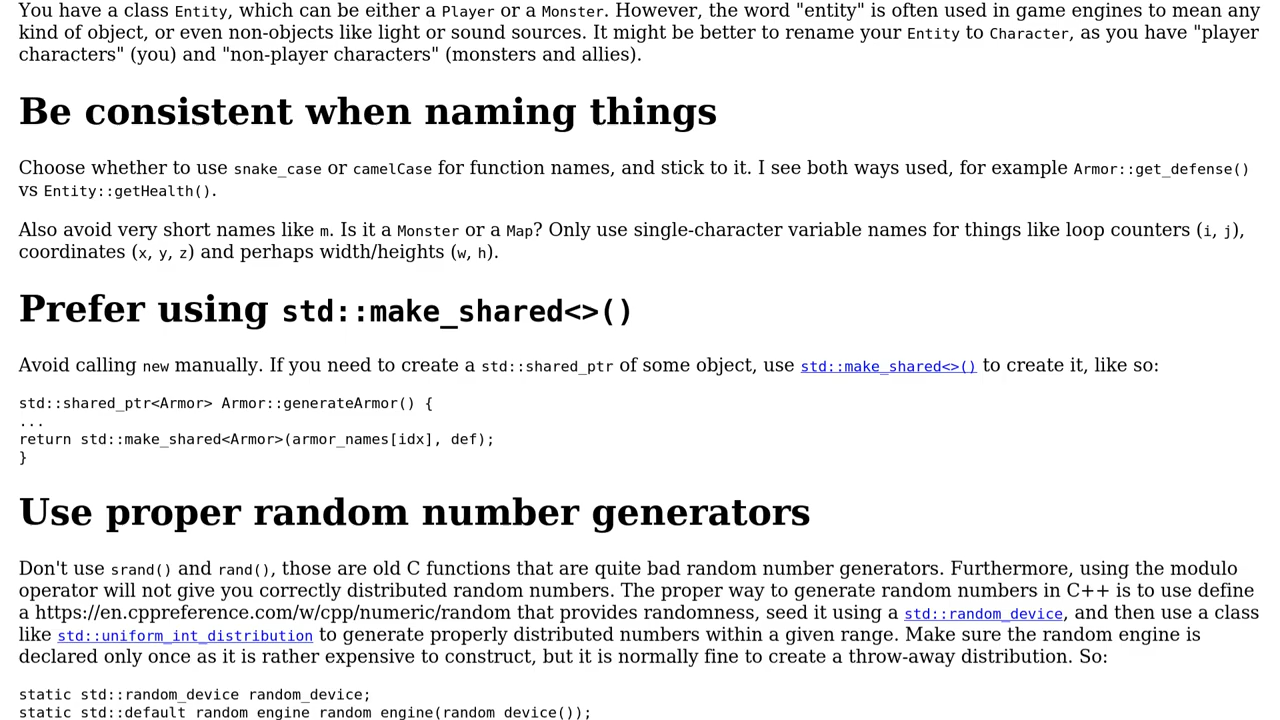 You have a class Entity, which can be either a Player or a Monster. However, the word "entity" is often used in game engines to mean any
kind of object, or even non-objects like light or sound sources. It might be better to rename your Entity to Character, as you have "player
characters" (you) and "non-player characters" (monsters and allies).
Be consistent when naming things
Choose whether to use snake_case or camelCase for function names, and stick to it. I see both ways used, for example Armor::get_defense()
vs Entity::getHealth().
Also avoid very short names like m. Is it a Monster or a Map? Only use single-character variable names for things like loop counters (i, j),
coordinates (x, y, z) and perhaps width/heights (w, h).
Prefer using std::make_shared<>()
Avoid calling new manually. If you need to create a std::shared_ptr of some object, use std::make_shared<>() to create it, like so:
std::shared_ptr<Armor> Armor::generateArmor() {
...
return std::make_shared<Armor>(armor_names[idx], def);
}
Use proper random number generators
Don't use srand() and rand(), those are old C functions that are quite bad random number generators. Furthermore, using the modulo
operator will not give you correctly distributed random numbers. The proper way to generate random numbers in C++ is to use define
a https://en.cppreference.com/w/cpp/numeric/random that provides randomness, seed it using a std::random_device, and then use a class
like std::uniform_int_distribution to generate properly distributed numbers within a given range. Make sure the random engine is
declared only once as it is rather expensive to construct, but it is normally fine to create a throw-away distribution. So:
static std::random_device random_device;
static std::default_random_engine random_engine(random_device());